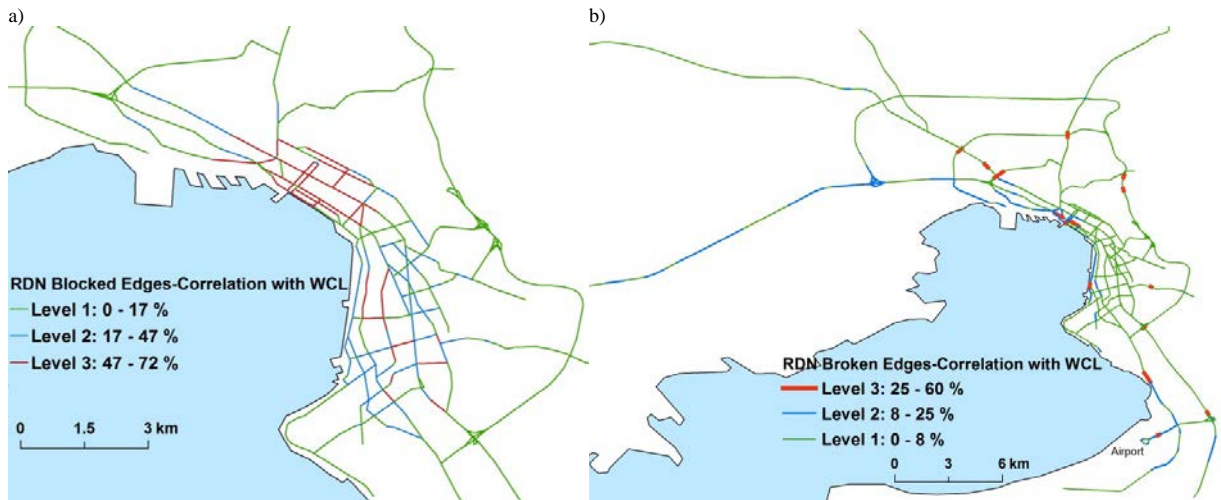 a)
RDN Blocked Edges-Correlation with WCL
Level 1: 0 - 17 %
Level 2: 17 - 47 %
Level 3: 47 - 72 %
0 1.5 3 km
b)
RDN Broken Edges-Correlation with WCL
Level 3: 25 - 60 %
Level 2: 8 - 25 %
Level 1: 0 - 8 %
Airport
0 3 6 km